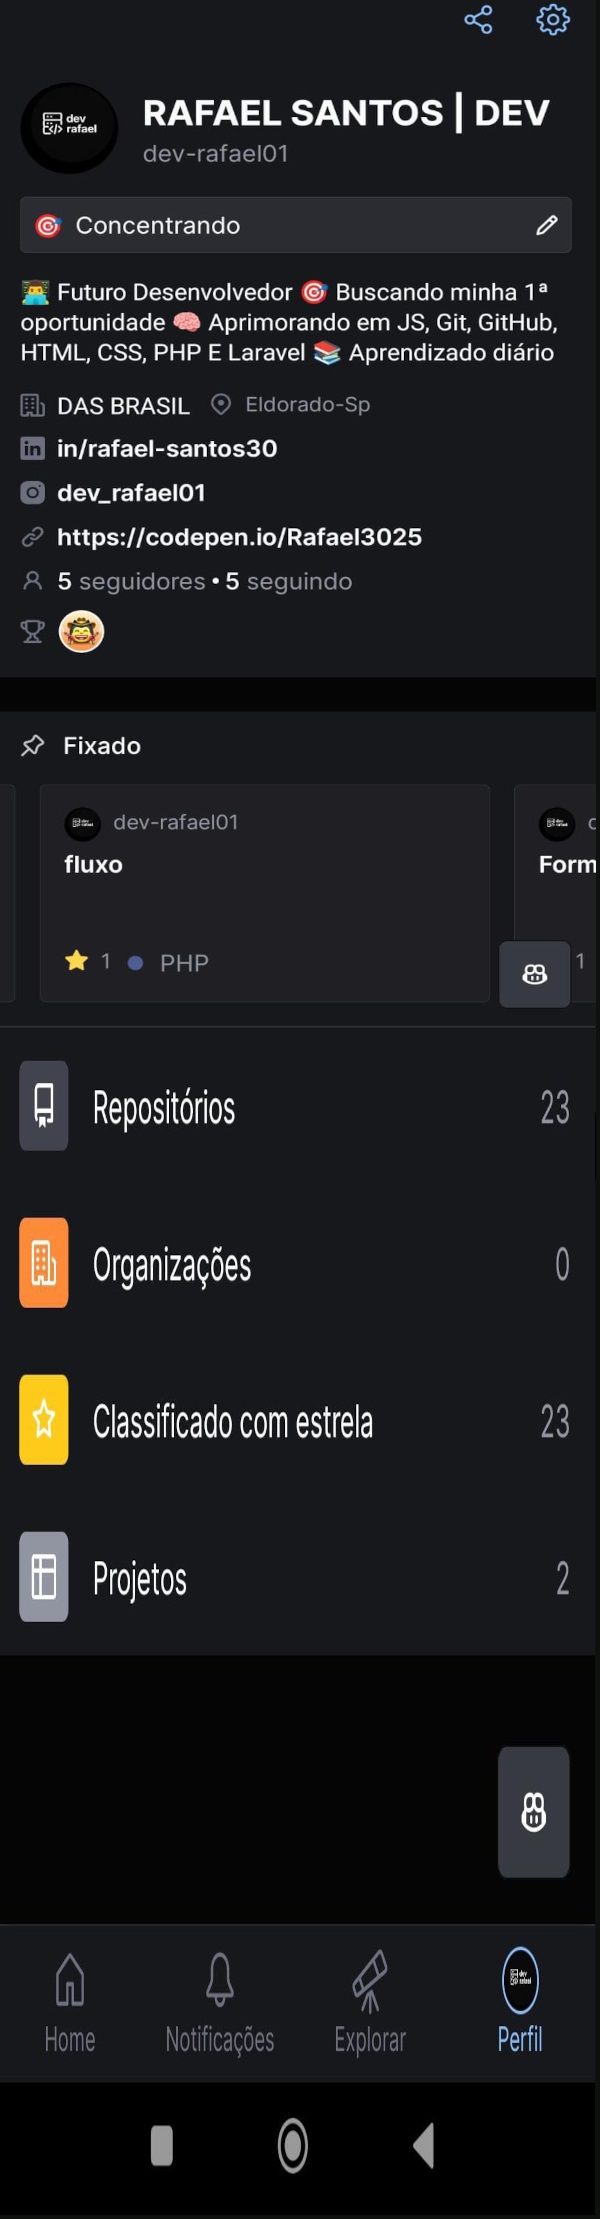 dev
rafael
RAFAEL SANTOS | DEV
dev-rafael01
Concentrando
Futuro Desenvolvedor 🎯 Buscando minha 1ª
oportunidade 🧠 Aprimorando em JS, Git, GitHub,
HTML, CSS, PHP E Laravel 📚 Aprendizado diário
DAS BRASIL Eldorado-Sp
in/rafael-santos30
dev_rafael01
https://codepen.io/Rafael3025
5 seguidores • 5 seguindo
Fixado
dev-rafael01
fluxo
Form
1 PHP
1
Repositórios 23
Organizações 0
Classificado com estrela 23
Projetos 2
Home Notificações Explorar Perfil